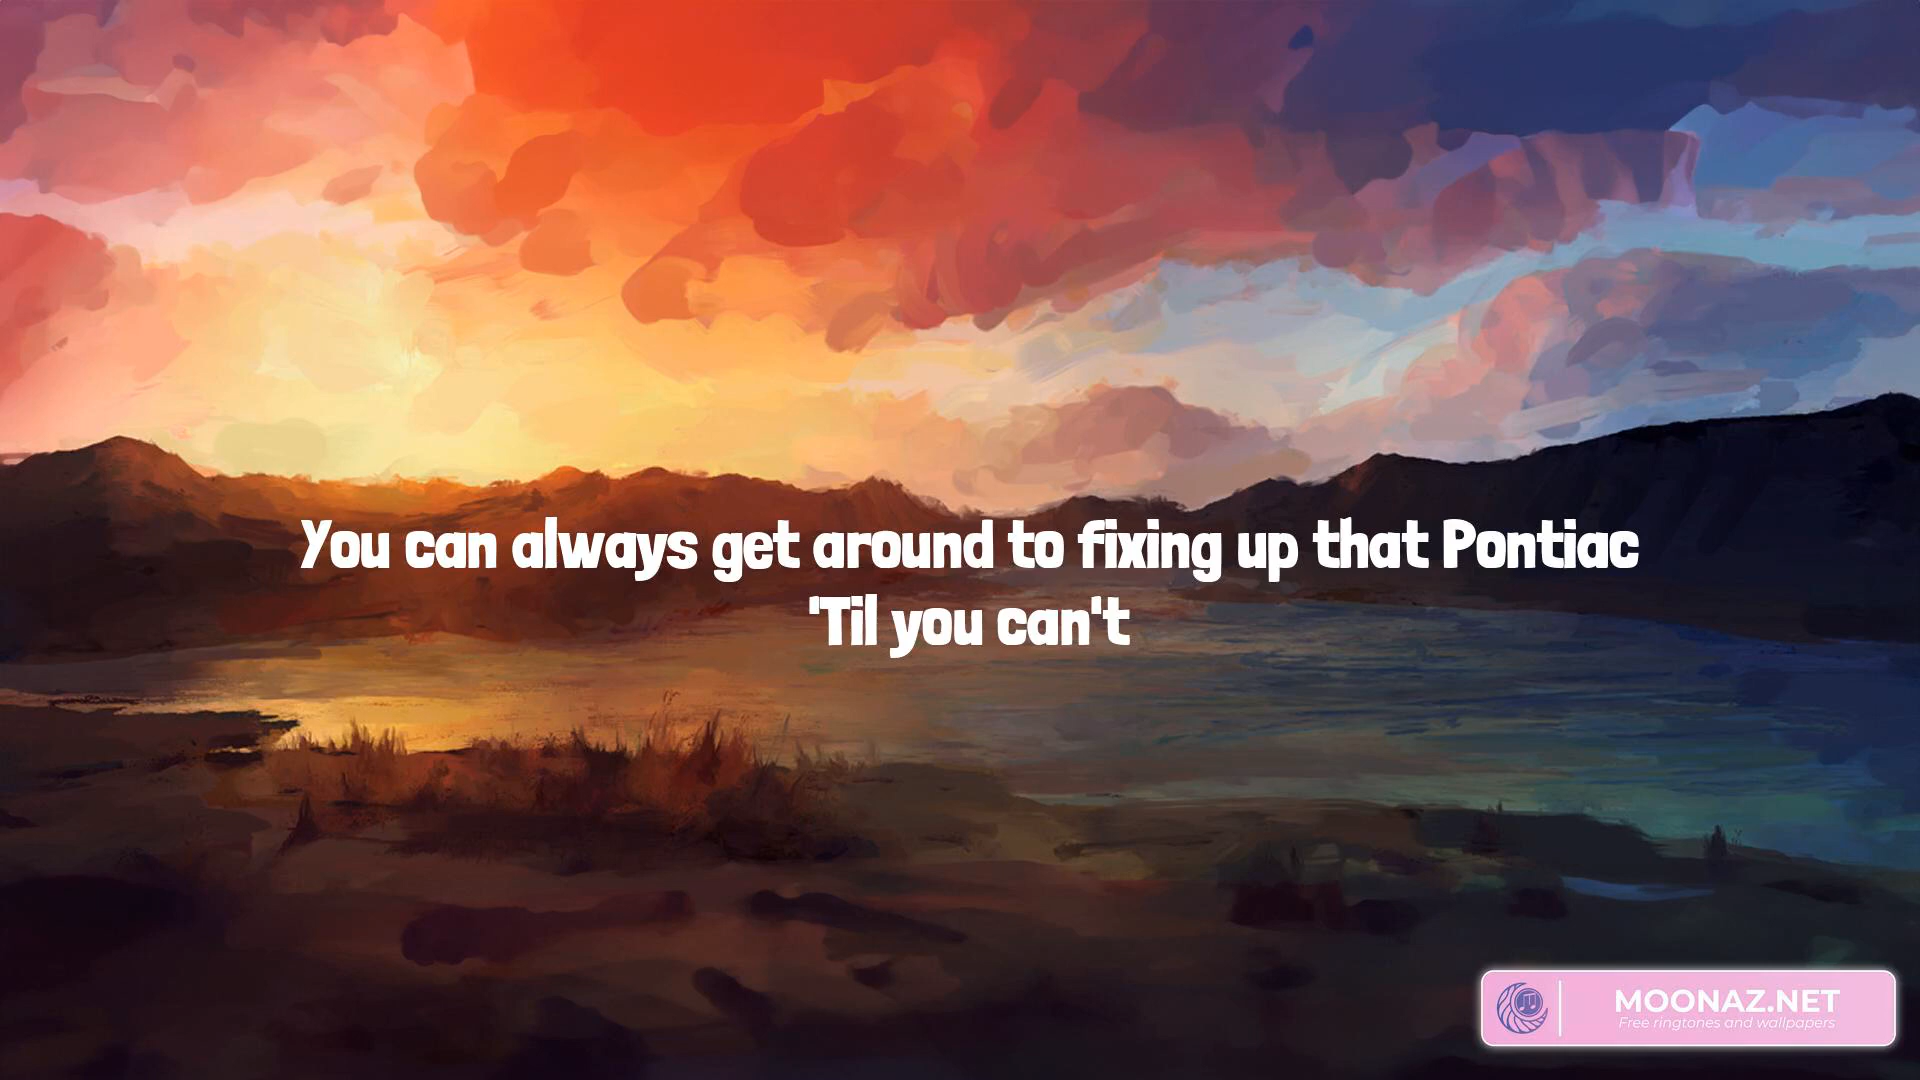 You can always get around to fixing up that Pontiac
'Til you can't
MOONAZ.NET
Free ringtones and wallpapers